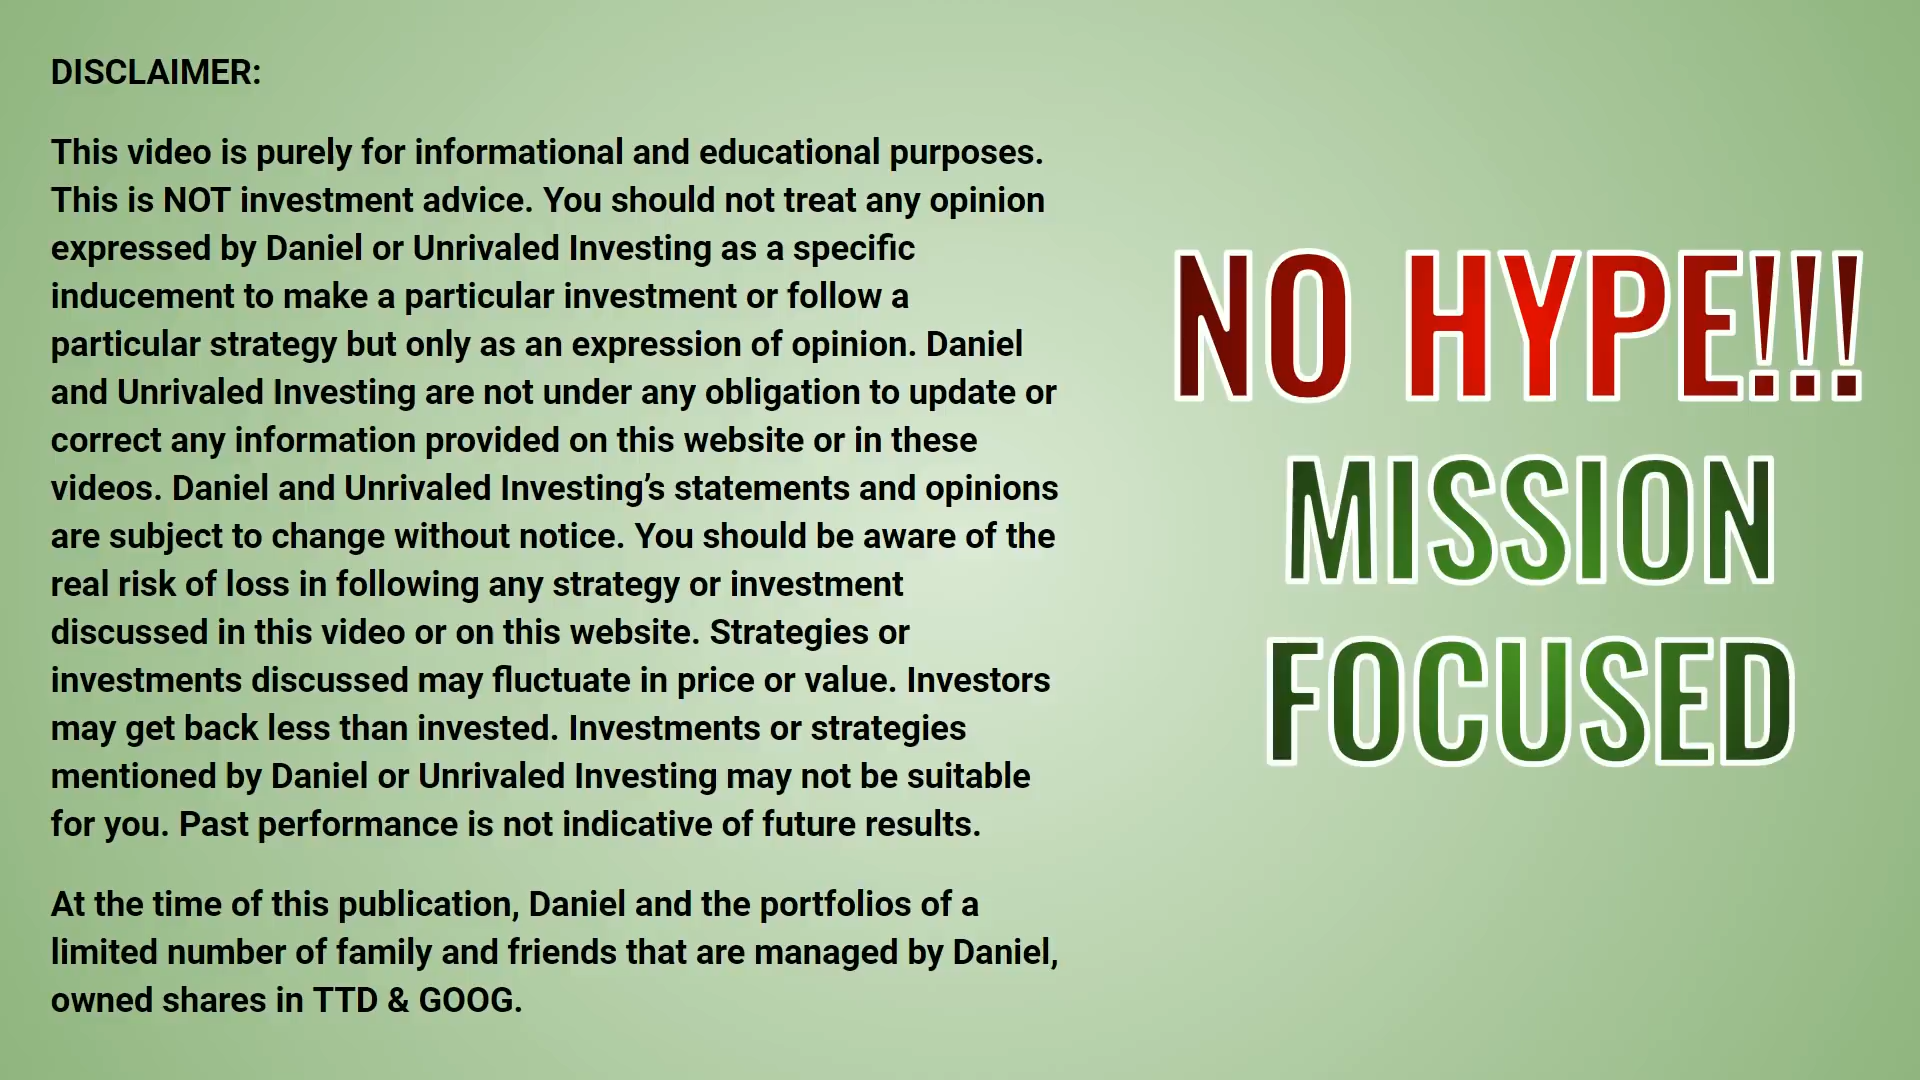 DISCLAIMER:
This video is purely for informational and educational purposes.
This is NOT investment advice. You should not treat any opinion
expressed by Daniel or Unrivaled Investing as a specific
inducement to make a particular investment or follow a
particular strategy but only as an expression of opinion. Daniel
and Unrivaled Investing are not under any obligation to update or
correct any information provided on this website or in these
videos. Daniel and Unrivaled Investing’s statements and opinions
are subject to change without notice. You should be aware of the
real risk of loss in following any strategy or investment
discussed in this video or on this website. Strategies or
investments discussed may fluctuate in price or value. Investors
may get back less than invested. Investments or strategies
mentioned by Daniel or Unrivaled Investing may not be suitable
for you. Past performance is not indicative of future results.
At the time of this publication, Daniel and the portfolios of a
limited number of family and friends that are managed by Daniel,
owned shares in TTD & GOOG.
NO HYPE!!!
MISSION
FOCUSED